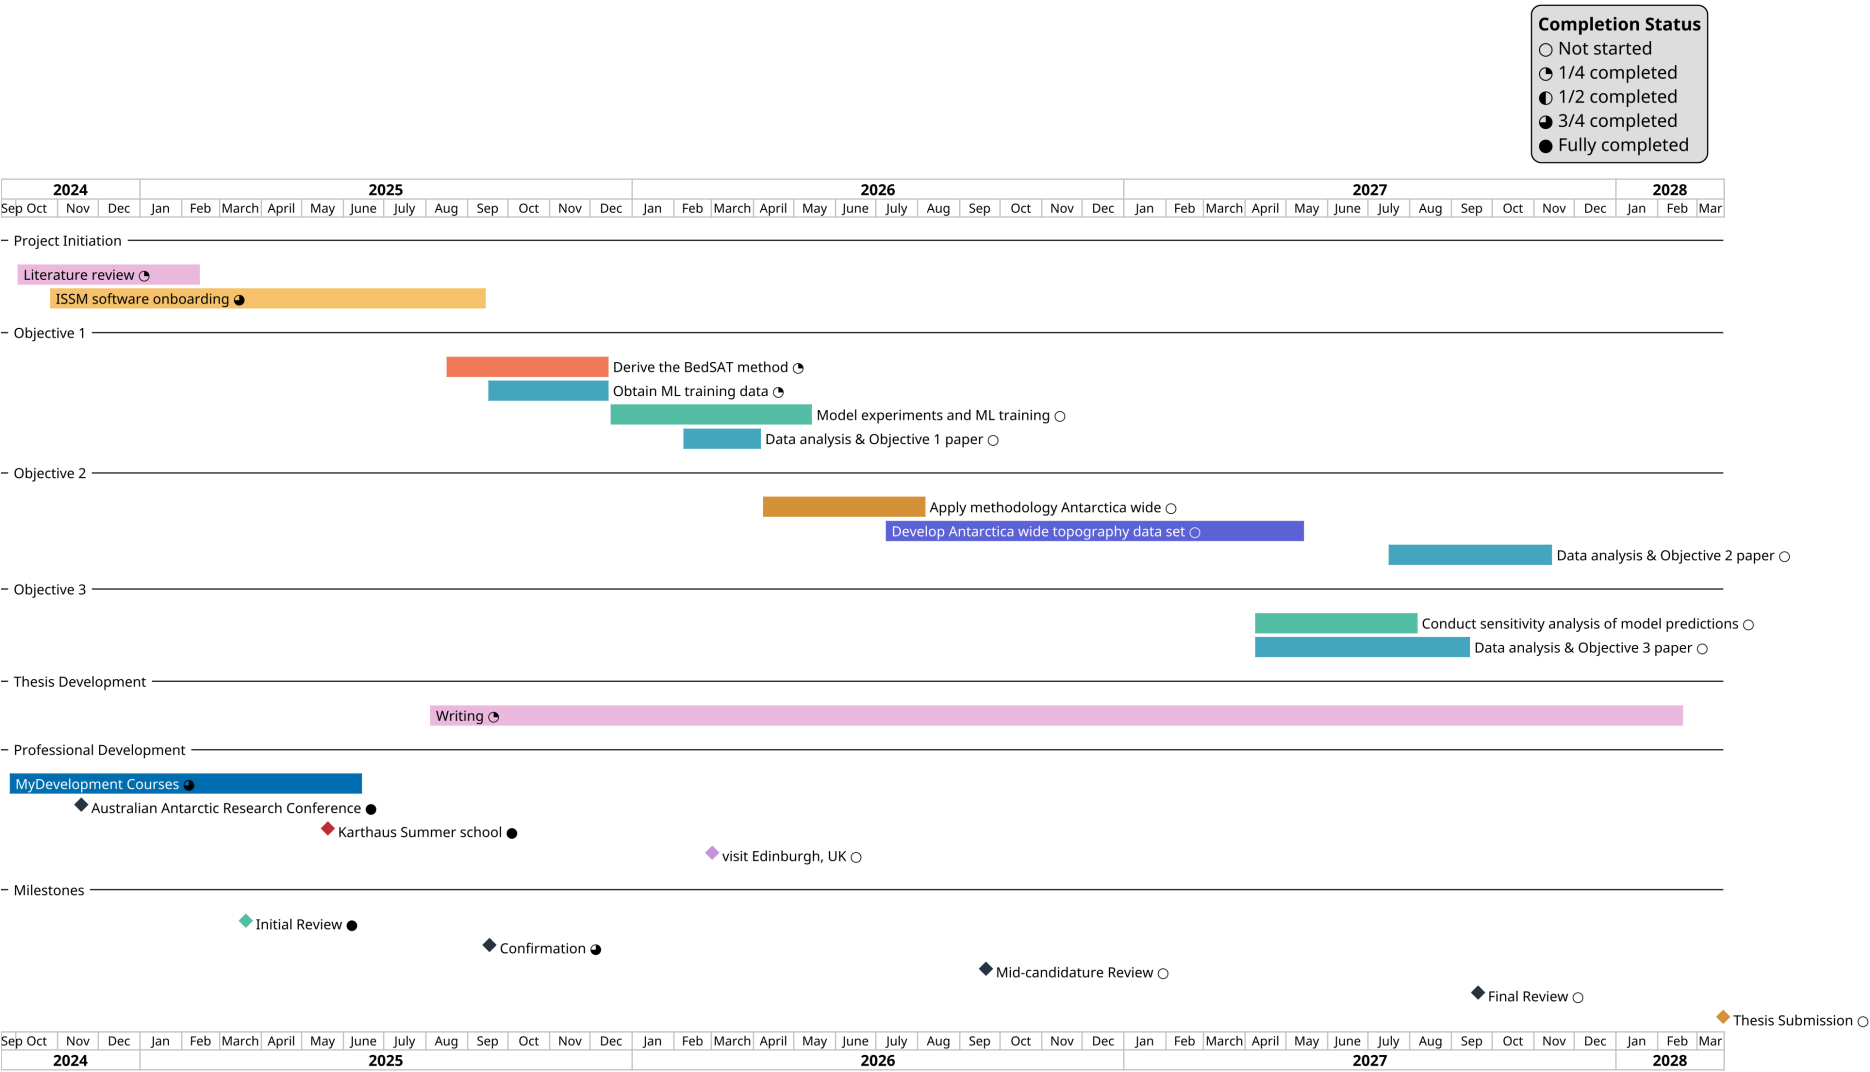 Completion Status
○ Not started
◔ 1/4 completed
◐ 1/2 completed
◕ 3/4 completed
● Fully completed
2024 2025 2026 2027 2028
Sep Oct Nov Dec Jan Feb March April May June July Aug Sep Oct Nov Dec Jan Feb March April May June July Aug Sep Oct Nov Dec Jan Feb March April May June July Aug Sep Oct Nov Dec Jan Feb Mar
Project Initiation
Literature review ◔
ISSM software onboarding ◕
Objective 1
Derive the BedSAT method ◔
Obtain ML training data ◔
Model experiments and ML training ○
Data analysis & Objective 1 paper ○
Objective 2
Apply methodology Antarctica wide ○
Develop Antarctica wide topography data set ○
Data analysis & Objective 2 paper ○
Objective 3
Conduct sensitivity analysis of model predictions ○
Data analysis & Objective 3 paper ○
Thesis Development
Writing ◔
Professional Development
MyDevelopment Courses ◕
Australian Antarctic Research Conference ●
Karthaus Summer school ●
visit Edinburgh, UK ○
Milestones
Initial Review ●
Confirmation ◕
Mid-candidature Review ○
Final Review ○
Thesis Submission ○
Sep Oct Nov Dec Jan Feb March April May June July Aug Sep Oct Nov Dec Jan Feb March April May June July Aug Sep Oct Nov Dec Jan Feb March April May June July Aug Sep Oct Nov Dec Jan Feb Mar
2024 2025 2026 2027 2028